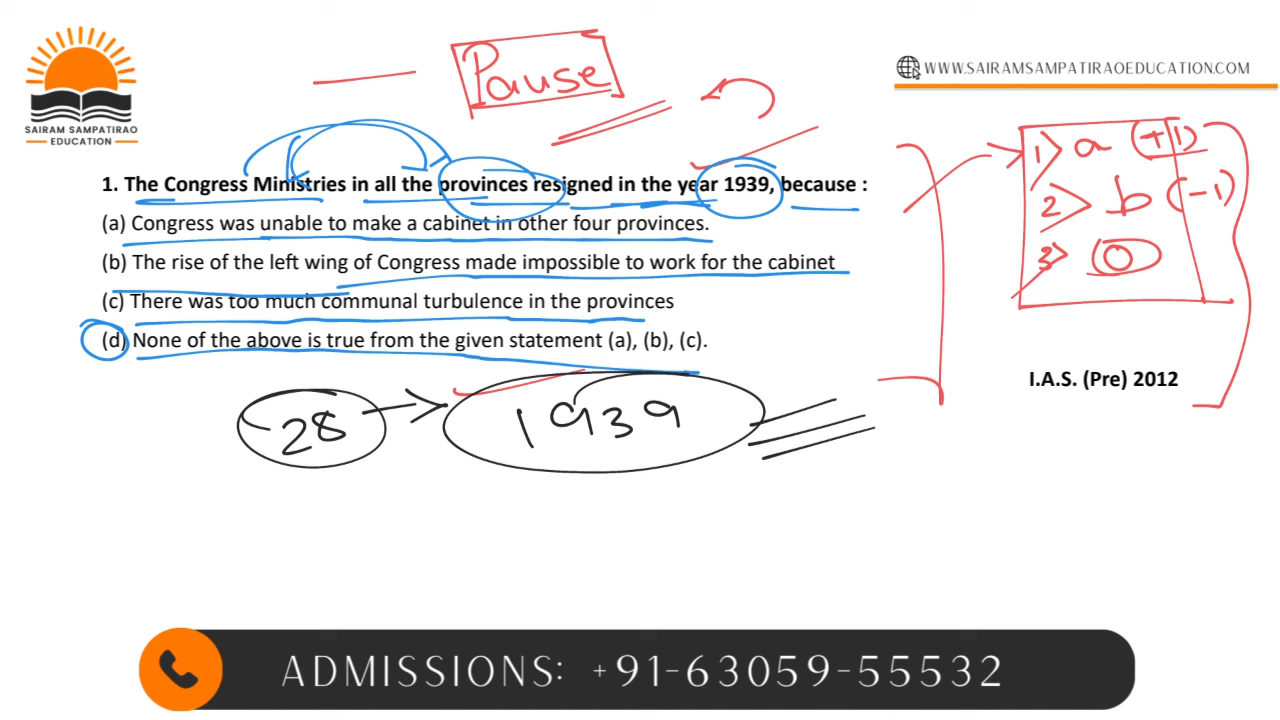 Pause
WWW.SAIRAMSAMPATIRAOEDUCATION.COM
SAIRAM SAMPATIRAO
EDUCATION
1) a (+1)
2) b (-1)
3) 0
1. The Congress Ministries in all the provinces resigned in the year 1939, because :
(a) Congress was unable to make a cabinet in other four provinces.
(b) The rise of the left wing of Congress made impossible to work for the cabinet
(c) There was too much communal turbulence in the provinces
(d) None of the above is true from the given statement (a), (b), (c).
I.A.S. (Pre) 2012
28 → 1939
ADMISSIONS: +91-63059-55532